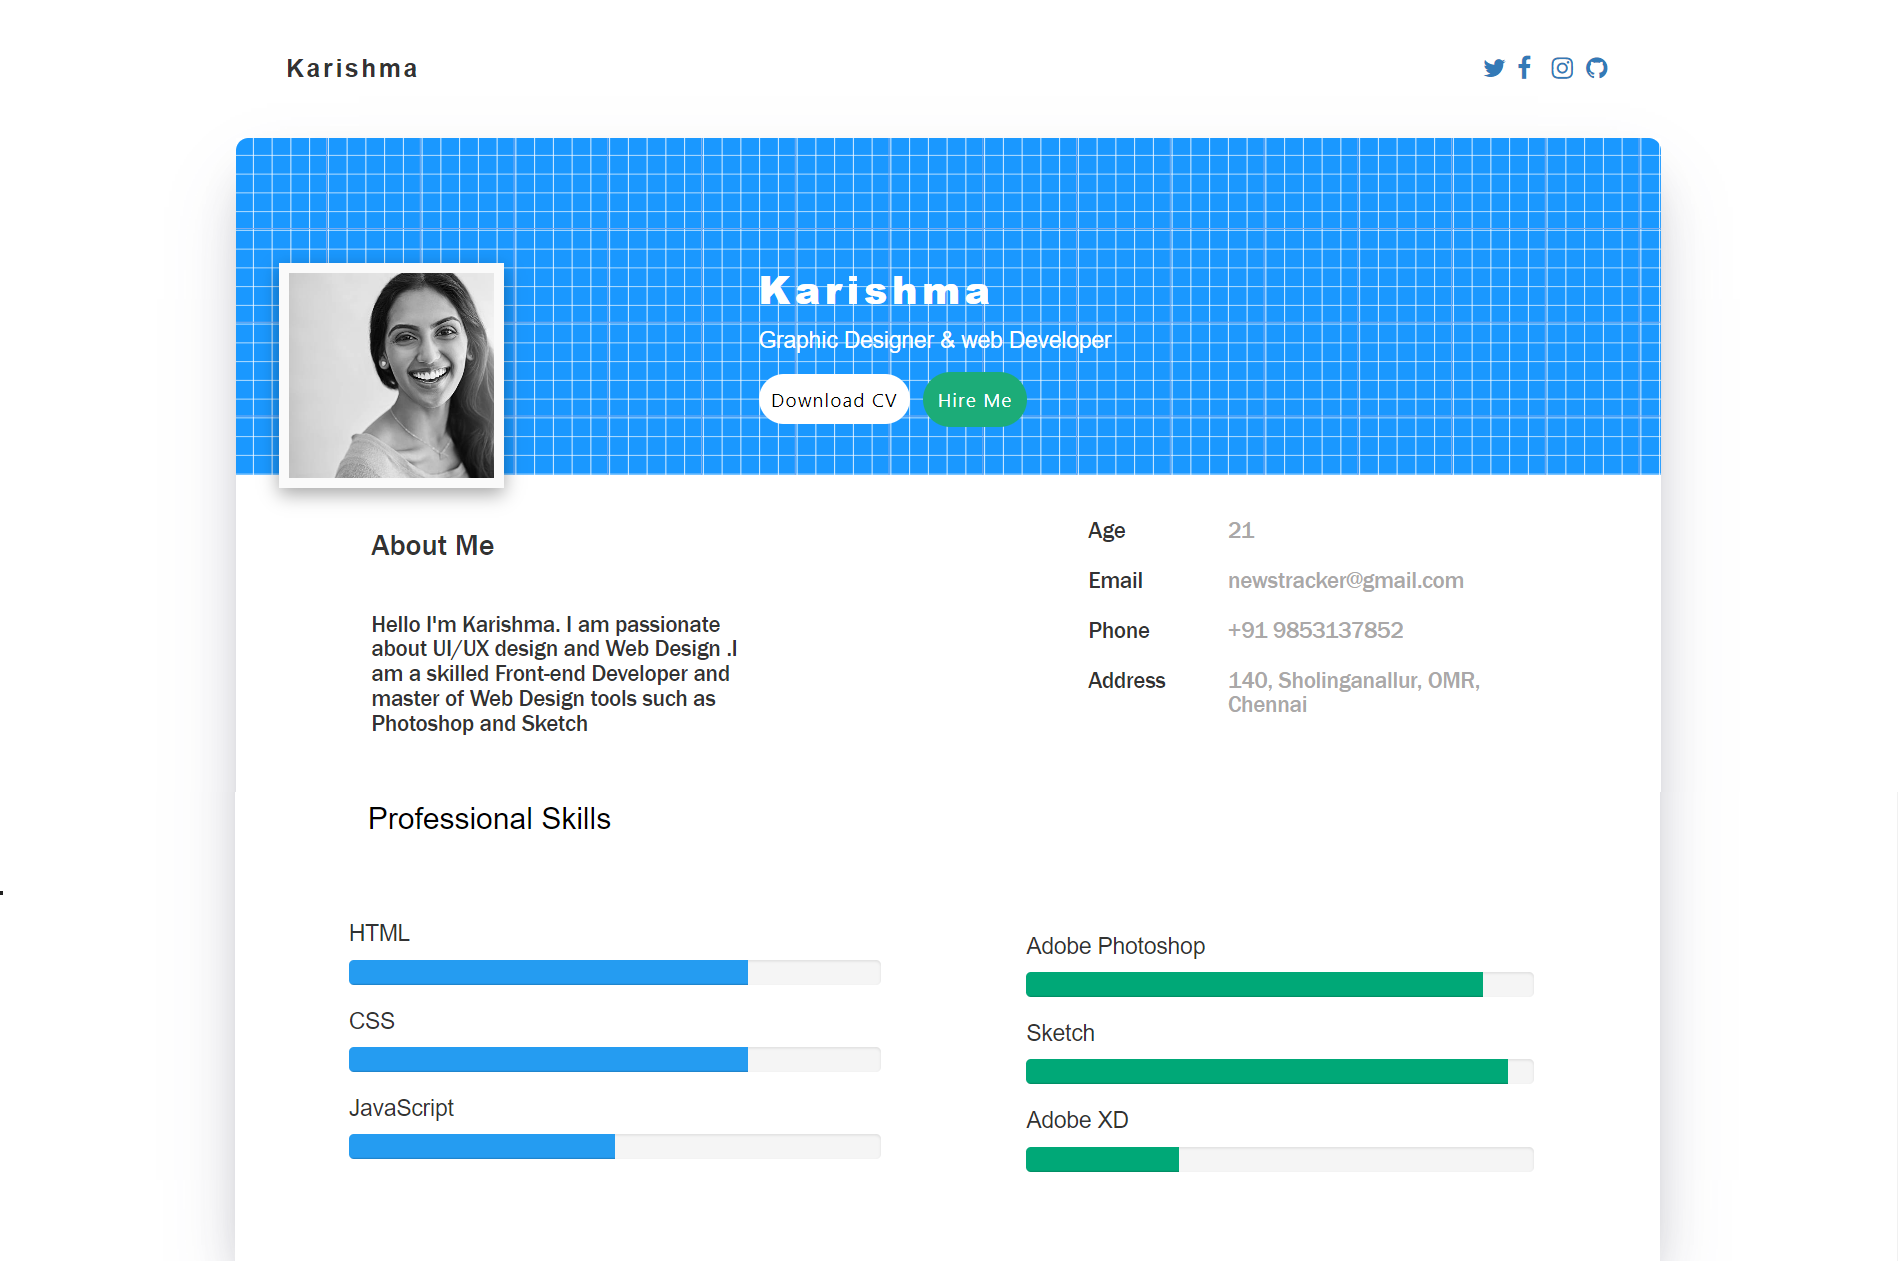 Karishma
Karishma
Graphic Designer & web Developer
Download CV
Hire Me
About Me
Hello I'm Karishma. I am passionate
about UI/UX design and Web Design .I
am a skilled Front-end Developer and
master of Web Design tools such as
Photoshop and Sketch
Age 21
Email newstracker@gmail.com
Phone +91 9853137852
Address 140, Sholinganallur, OMR,
Chennai
Professional Skills
HTML
CSS
JavaScript
Adobe Photoshop
Sketch
Adobe XD